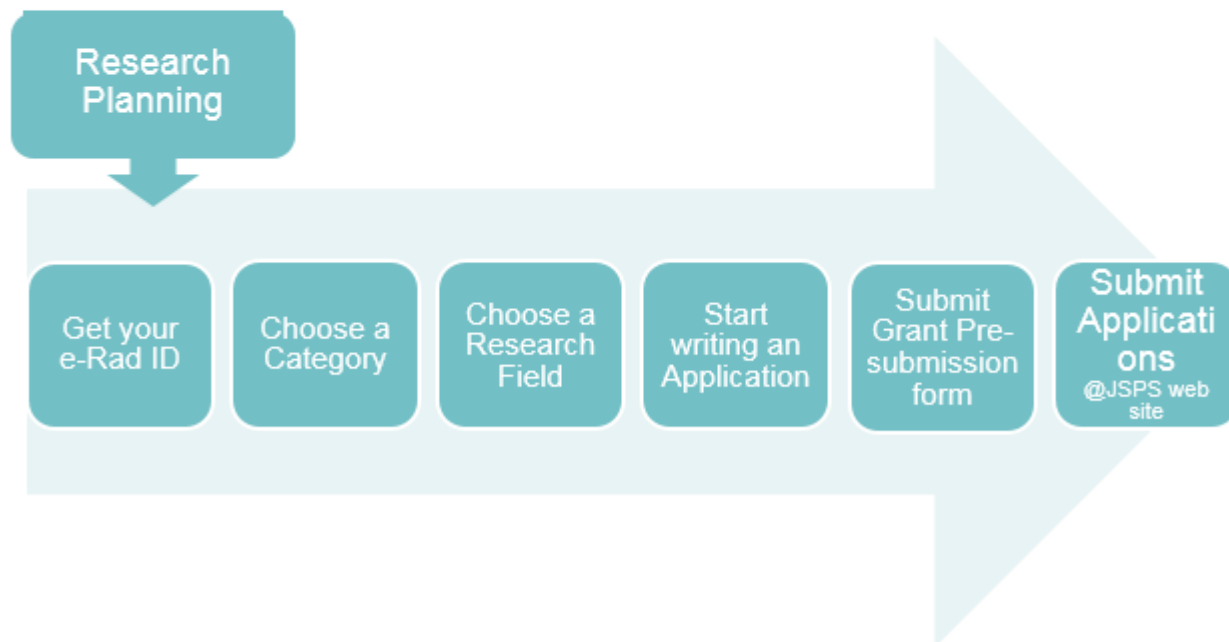 Research
Planning
Get your
e-Rad ID
Choose a
Category
Choose a
Research
Field
Start
writing an
Application
Submit
Grant Pre-
submission
form
Submit
Applicati
ons
@JSPS web
site